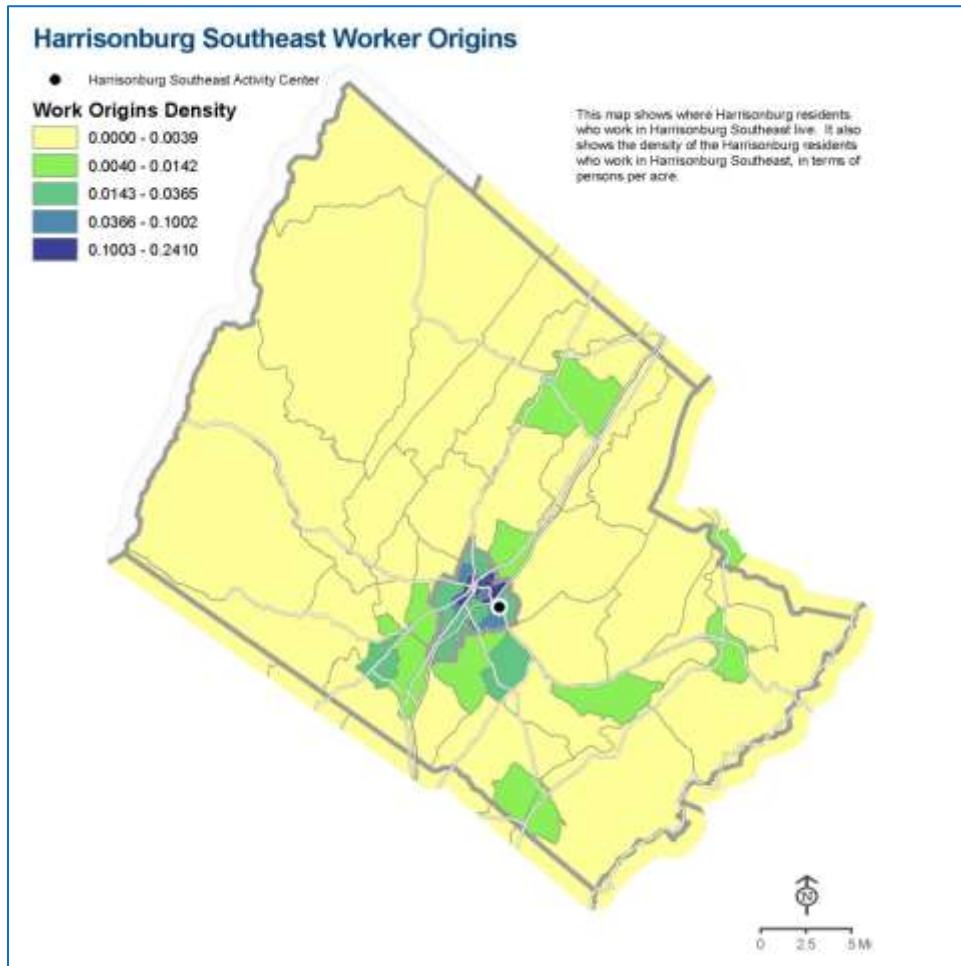 Harrisonburg Southeast Worker Origins
Harrisonburg Southeast Activity Center
Work Origins Density
0.0000 - 0.0039
0.0040 - 0.0142
0.0143 - 0.0365
0.0366 - 0.1002
0.1003 - 0.2410
This map shows where Harrisonburg residents
who work in Harrisonburg Southeast live. It also
shows the density of the Harrisonburg residents
who work in Harrisonburg Southeast, in terms of
persons per acre.
N
0 2.5 5 Mi